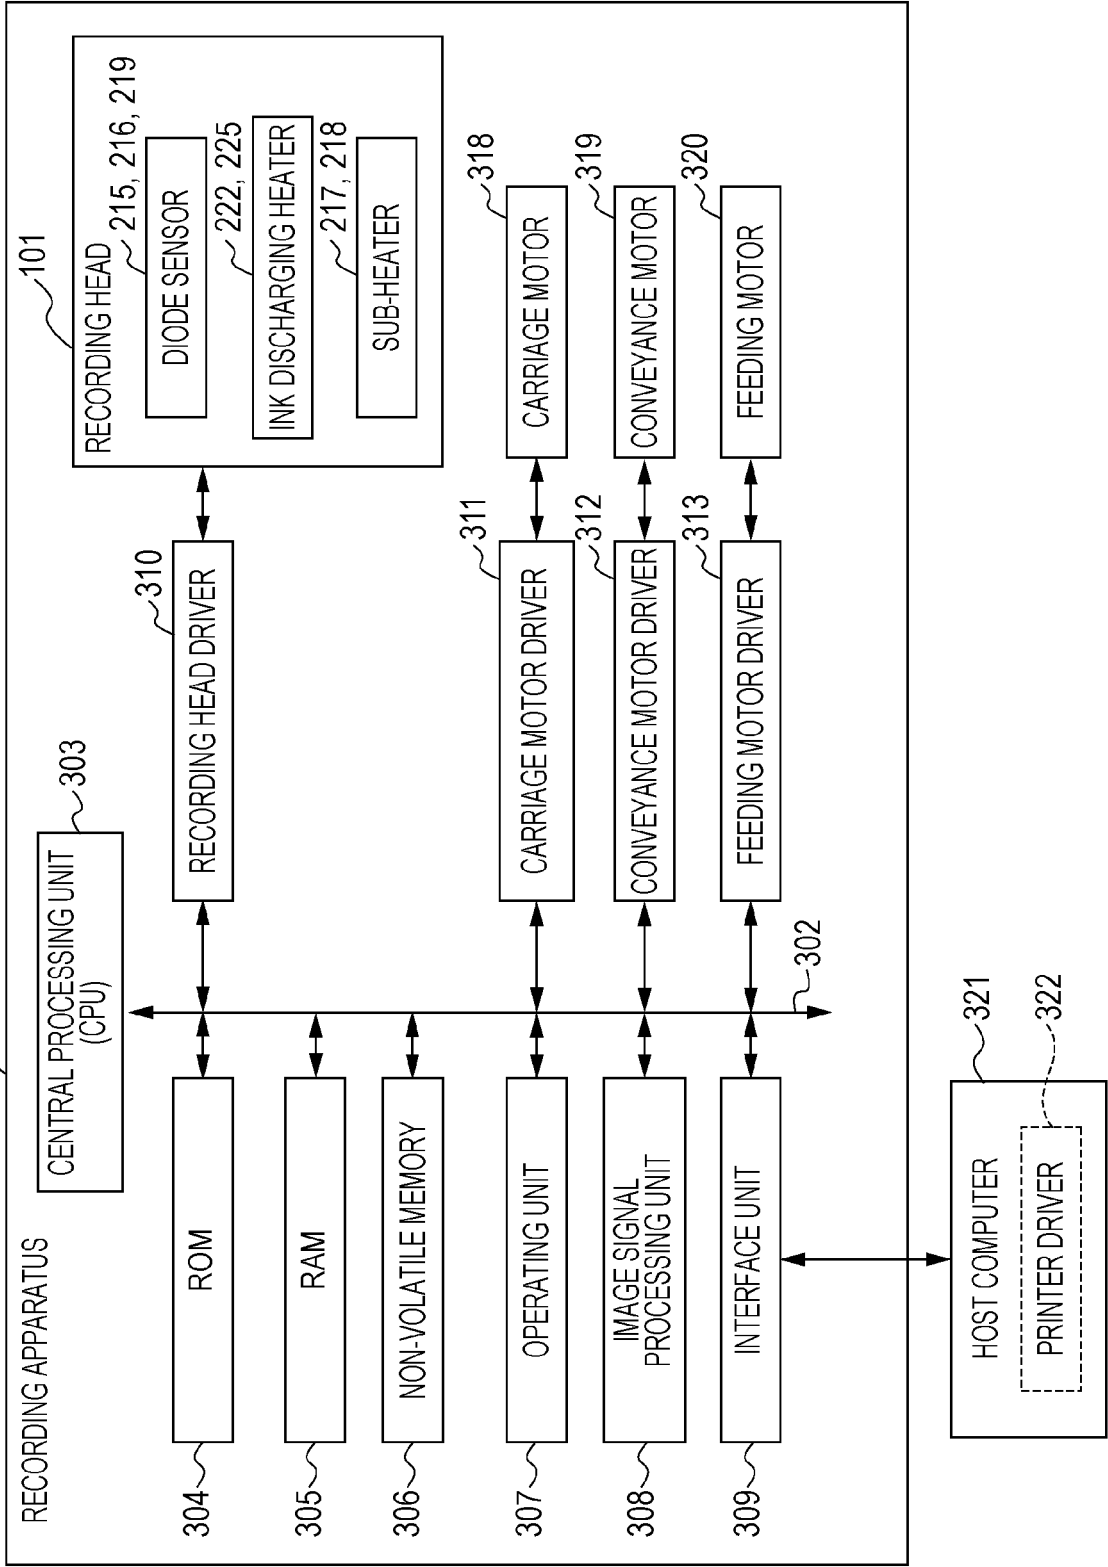 RECORDING APPARATUS
CENTRAL PROCESSING UNIT
(CPU)
303
RECORDING HEAD
101
304
ROM
RECORDING HEAD DRIVER
310
DIODE SENSOR
215, 216, 219
INK DISCHARGING HEATER
222, 225
SUB-HEATER
217, 218
305
RAM
306
NON-VOLATILE MEMORY
307
OPERATING UNIT
CARRIAGE MOTOR DRIVER
311
CARRIAGE MOTOR
318
308
IMAGE SIGNAL
PROCESSING UNIT
CONVEYANCE MOTOR DRIVER
312
CONVEYANCE MOTOR
319
309
INTERFACE UNIT
FEEDING MOTOR DRIVER
313
FEEDING MOTOR
320
302
HOST COMPUTER
321
PRINTER DRIVER
322